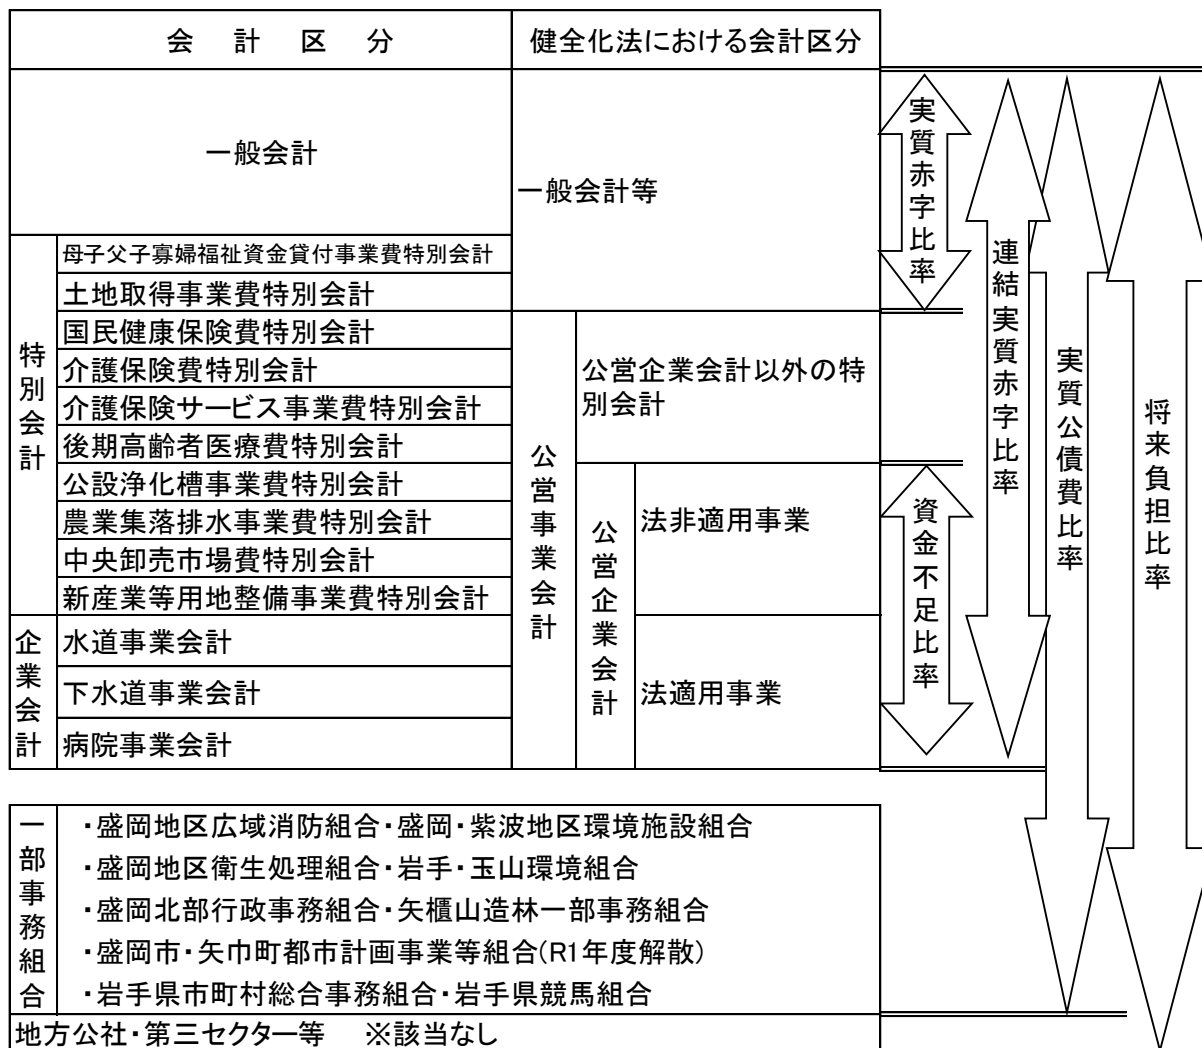 会計区分
健全化法における会計区分
一般会計
一般会計等
特別会計
母子父子寡婦福祉資金貸付事業費特別会計
土地取得事業費特別会計
国民健康保険費特別会計
介護保険費特別会計
介護保険サービス事業費特別会計
後期高齢者医療費特別会計
公設浄化槽事業費特別会計
農業集落排水事業費特別会計
中央卸売市場費特別会計
新産業等用地整備事業費特別会計
企業会計
水道事業会計
下水道事業会計
病院事業会計
公営事業会計
公営企業会計以外の特
別会計
公営企業会計
法非適用事業
法適用事業
実質赤字比率
資金不足比率
連結実質赤字比率
実質公債費比率
将来負担比率
一部事務組合
・盛岡地区広域消防組合・盛岡・紫波地区環境施設組合
・盛岡地区衛生処理組合・岩手・玉山環境組合
・盛岡北部行政事務組合・矢櫃山造林一部事務組合
・盛岡市・矢巾町都市計画事業等組合(R1年度解散)
・岩手県市町村総合事務組合・岩手県競馬組合
地方公社・第三セクター等　※該当なし